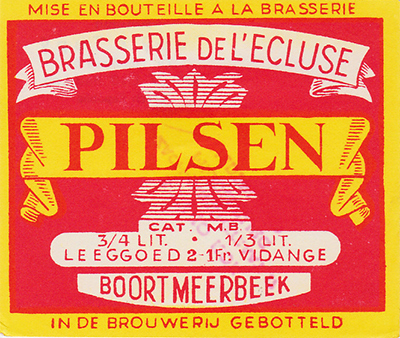 MISE EN BOUTEILLE A LA BRASSERIE
BRASSERIE DE L'ECLUSE
PILSEN
CAT. M.B.
3/4 LIT. • 1/3 LIT.
LEEGGOED 2-1Fr. VIDANGE
BOORTMEERBEEK
IN DE BROUWERIJ GEBOTTELD